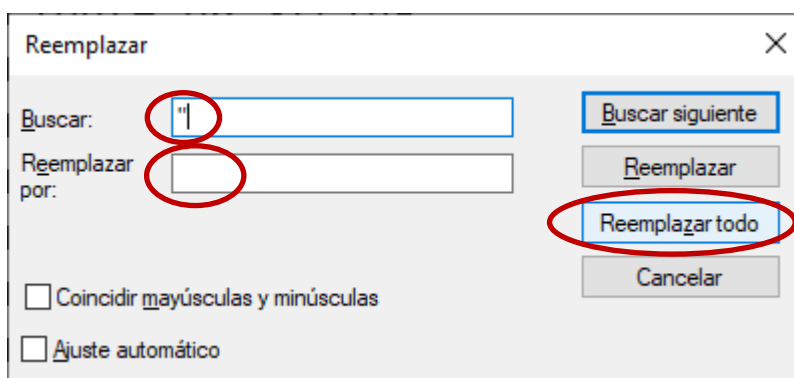 Reemplazar
Buscar: "
Buscar siguiente
Reemplazar
por:
Reemplazar
Reemplazar todo
Cancelar
Coincidir mayúsculas y minúsculas
Ajuste automático